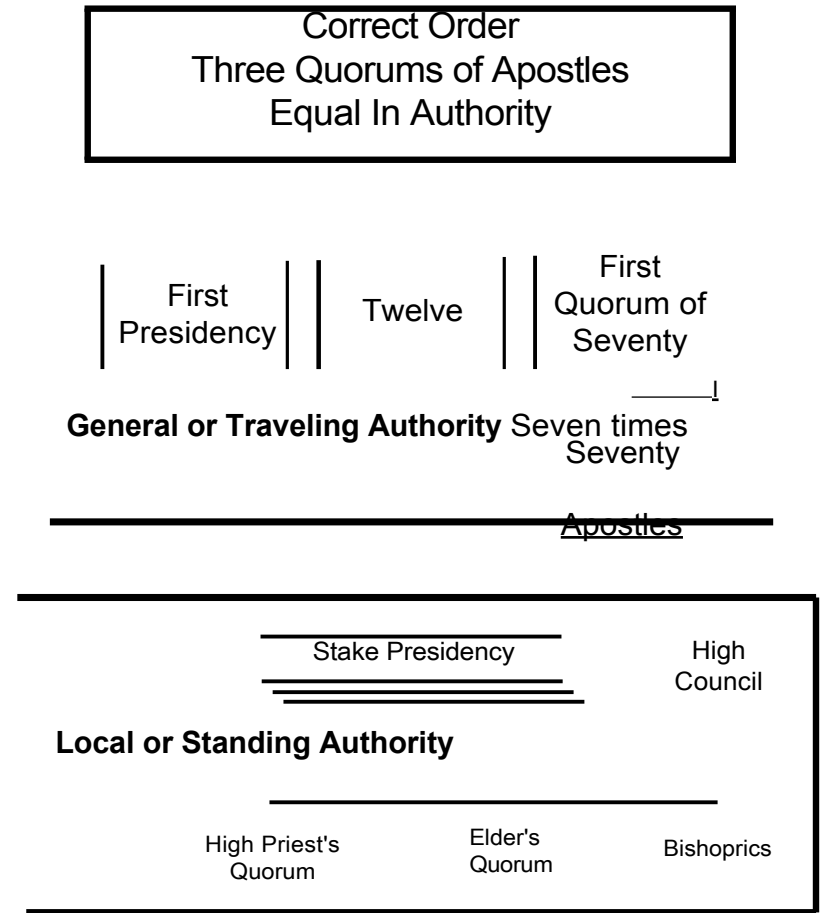 Correct Order
Three Quorums of Apostles
Equal In Authority
First
Presidency
Twelve
First
Quorum of
Seventy
General or Traveling Authority Seven times
Seventy
Apostles
Stake Presidency
High
Council
Local or Standing Authority
High Priest's
Quorum
Elder's
Quorum
Bishoprics